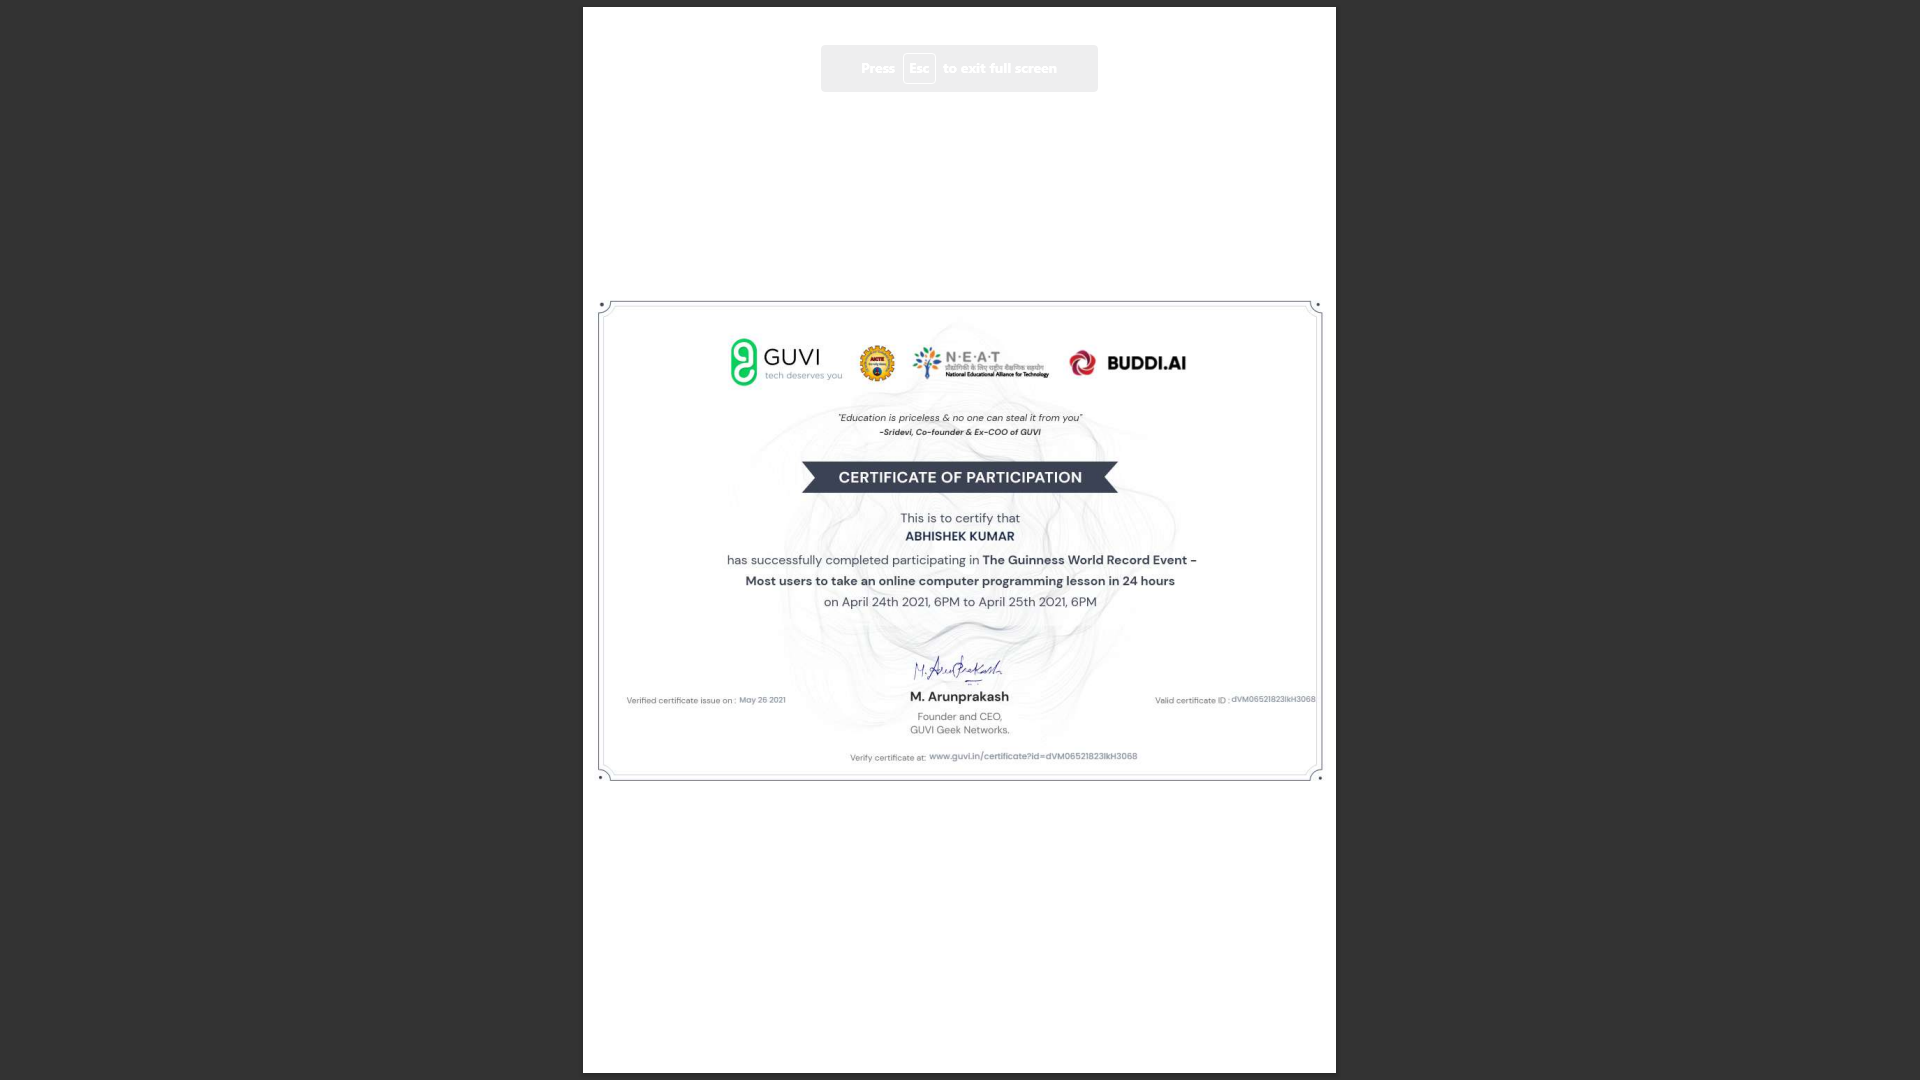 Press Esc to exit full screen
GUVI
tech deserves you
AICTE
N·E·A·T
प्रौद्योगिकी के लिए राष्ट्रीय शैक्षणिक सहयोग
National Educational Alliance for Technology
BUDDI.AI
"Education is priceless & no one can steal it from you"
-Sridevi, Co-founder & Ex-COO of GUVI
CERTIFICATE OF PARTICIPATION
This is to certify that
ABHISHEK KUMAR
has successfully completed participating in The Guinness World Record Event -
Most users to take an online computer programming lesson in 24 hours
on April 24th 2021, 6PM to April 25th 2021, 6PM
M. Arunprakash
M. Arunprakash
Founder and CEO,
GUVI Geek Networks.
Verified certificate issue on : May 26 2021
Valid certificate ID : dVM06521823IkH3068
Verify certificate at: www.guvi.in/certificate?id=dVM06521823IkH3068